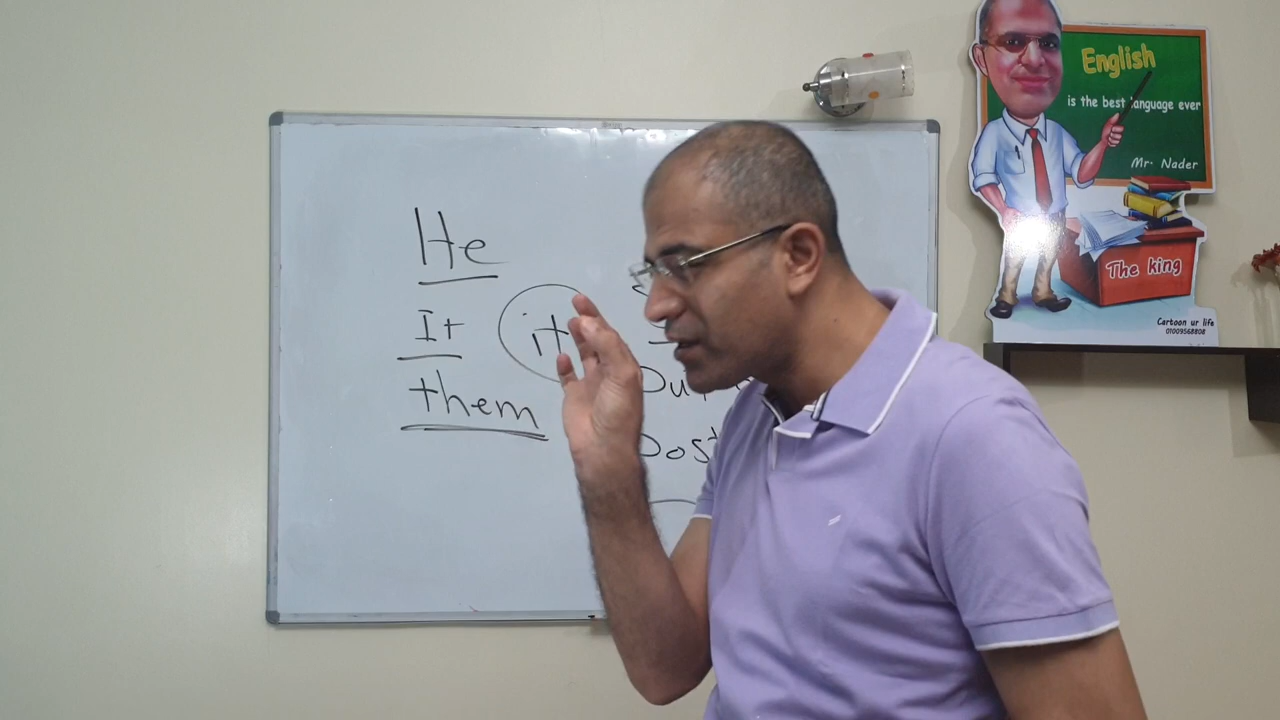 He
It
it
them
English
is the best language ever
Mr. Nader
The king
Cartoon ur life
01009568808